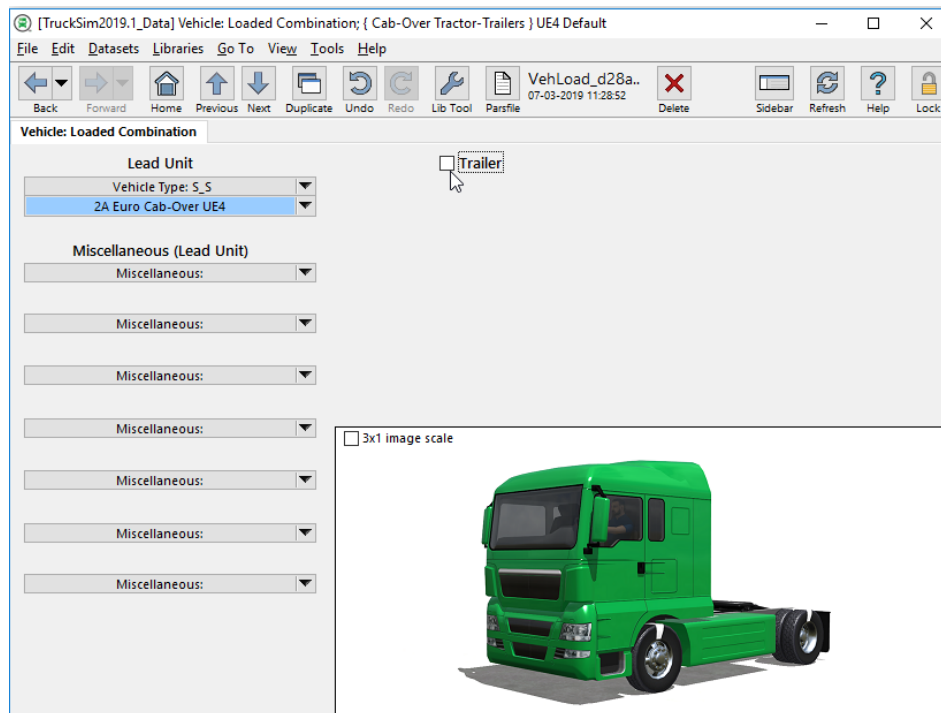 [TruckSim2019.1_Data] Vehicle: Loaded Combination; { Cab-Over Tractor-Trailers } UE4 Default
File Edit Datasets Libraries Go To View Tools Help
VehLoad_d28a..
07-03-2019 11:28:52
Back Forward Home Previous Next Duplicate Undo Redo Lib Tool Parsfile Delete Sidebar Refresh Help Lock
Vehicle: Loaded Combination
Lead Unit
Trailer
Vehicle Type: S_S
2A Euro Cab-Over UE4
Miscellaneous (Lead Unit)
Miscellaneous:
Miscellaneous:
Miscellaneous:
Miscellaneous:
3x1 image scale
Miscellaneous:
Miscellaneous:
Miscellaneous: